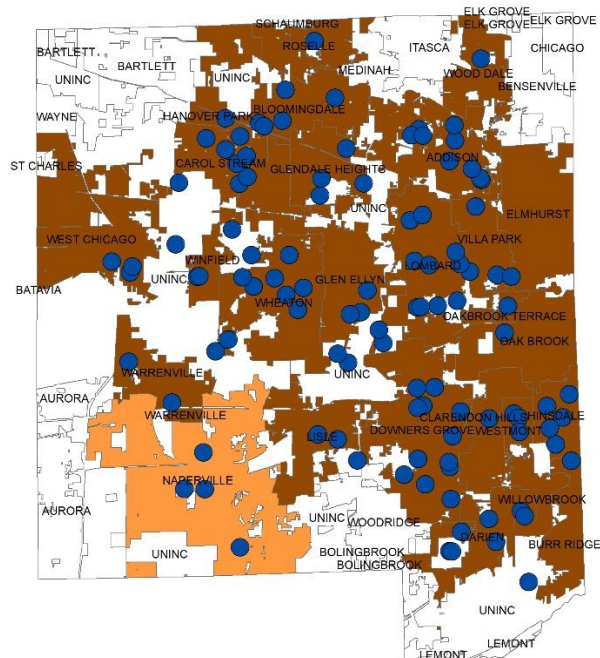 SCHAUMBURG
ELK GROVE
ELK GROVE
ELK GROVE
BARTLETT
ROSELLE
ITASCA
CHICAGO
BARTLETT
UNINC
MEDINAH
WOOD DALE
BENSENVILLE
WAYNE
HANOVER PARK
BLOOMINGDALE
ST CHARLES
CAROL STREAM
GLENDALE HEIGHTS
ADDISON
UNINC
ELMHURST
WEST CHICAGO
VILLA PARK
WINFIELD
LOMBARD
UNINC
GLEN ELLYN
BATAVIA
WHEATON
OAKBROOK TERRACE
OAK BROOK
WARRENVILLE
UNINC
AURORA
WARRENVILLE
CLARENDON HILLS
HINSDALE
LISLE
DOWNERS GROVE
WESTMONT
NAPERVILLE
WILLOWBROOK
AURORA
UNINC
WOODRIDGE
DARIEN
BURR RIDGE
UNINC
BOLINGBROOK
BOLINGBROOK
UNINC
LEMONT
LEMONT